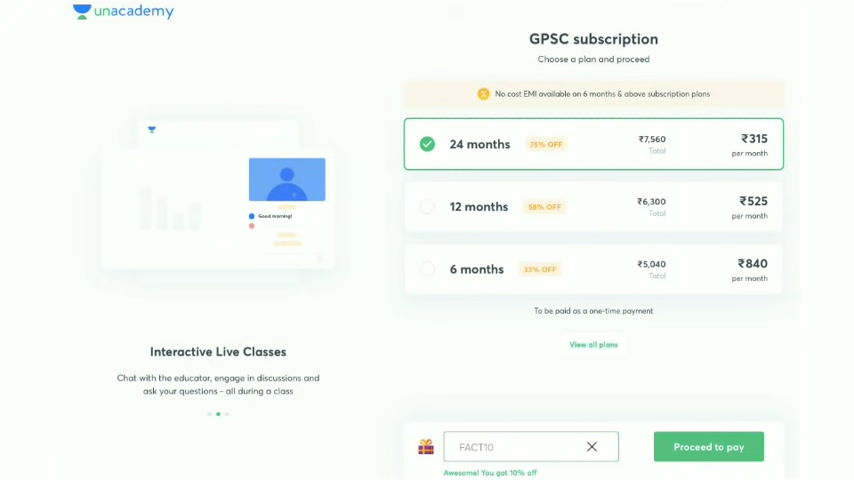 unacademy
GPSC subscription
Choose a plan and proceed
No cost EMI available on 6 months & above subscription plans
24 months 75% OFF ₹7,560 Total ₹315 per month
12 months 58% OFF ₹6,300 Total ₹525 per month
6 months 33% OFF ₹5,040 Total ₹840 per month
To be paid as a one-time payment
View all plans
Good morning!
Interactive Live Classes
Chat with the educator, engage in discussions and
ask your questions - all during a class
FACT10
Proceed to pay
Awesome! You got 10% off